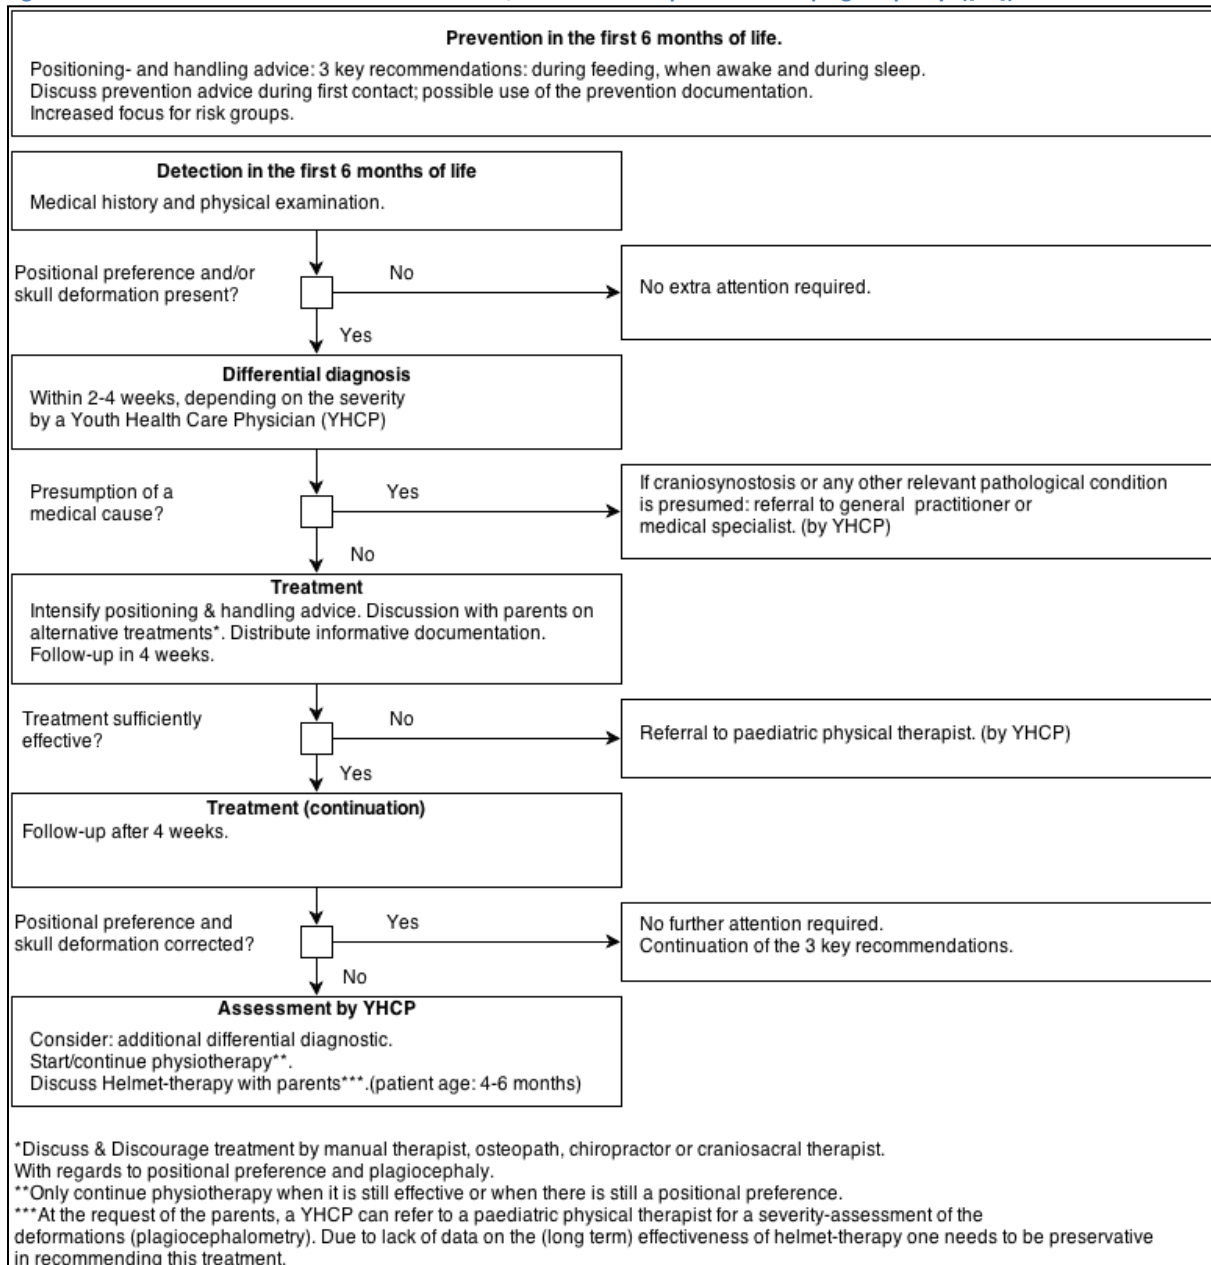 Prevention in the first 6 months of life.
Positioning- and handling advice: 3 key recommendations: during feeding, when awake and during sleep.
Discuss prevention advice during first contact; possible use of the prevention documentation.
Increased focus for risk groups.
Detection in the first 6 months of life
Medical history and physical examination.
Positional preference and/or
skull deformation present?
No
No extra attention required.
Yes
Differential diagnosis
Within 2-4 weeks, depending on the severity
by a Youth Health Care Physician (YHCP)
Presumption of a
medical cause?
Yes
If craniosynostosis or any other relevant pathological condition
is presumed: referral to general practitioner or
medical specialist. (by YHCP)
No
Treatment
Intensify positioning & handling advice. Discussion with parents on
alternative treatments*. Distribute informative documentation.
Follow-up in 4 weeks.
Treatment sufficiently
effective?
No
Referral to paediatric physical therapist. (by YHCP)
Yes
Treatment (continuation)
Follow-up after 4 weeks.
Positional preference and
skull deformation corrected?
Yes
No further attention required.
Continuation of the 3 key recommendations.
No
Assessment by YHCP
Consider: additional differential diagnostic.
Start/continue physiotherapy**.
Discuss Helmet-therapy with parents***.(patient age: 4-6 months)
*Discuss & Discourage treatment by manual therapist, osteopath, chiropractor or craniosacral therapist.
With regards to positional preference and plagiocephaly.
**Only continue physiotherapy when it is still effective or when there is still a positional preference.
***At the request of the parents, a YHCP can refer to a paediatric physical therapist for a severity-assessment of the
deformations (plagiocephalometry). Due to lack of data on the (long term) effectiveness of helmet-therapy one needs to be preservative
in recommending this treatment.